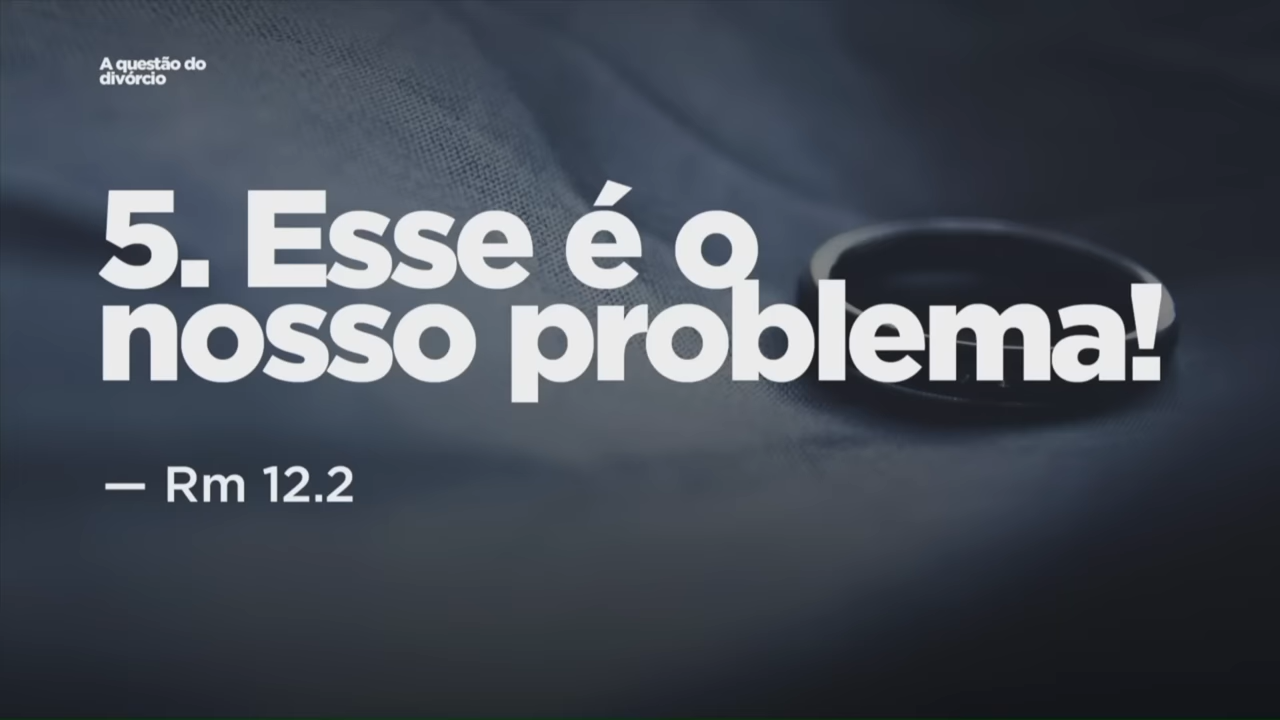 A questão do
divórcio
5. Esse é o
nosso problema!
— Rm 12.2